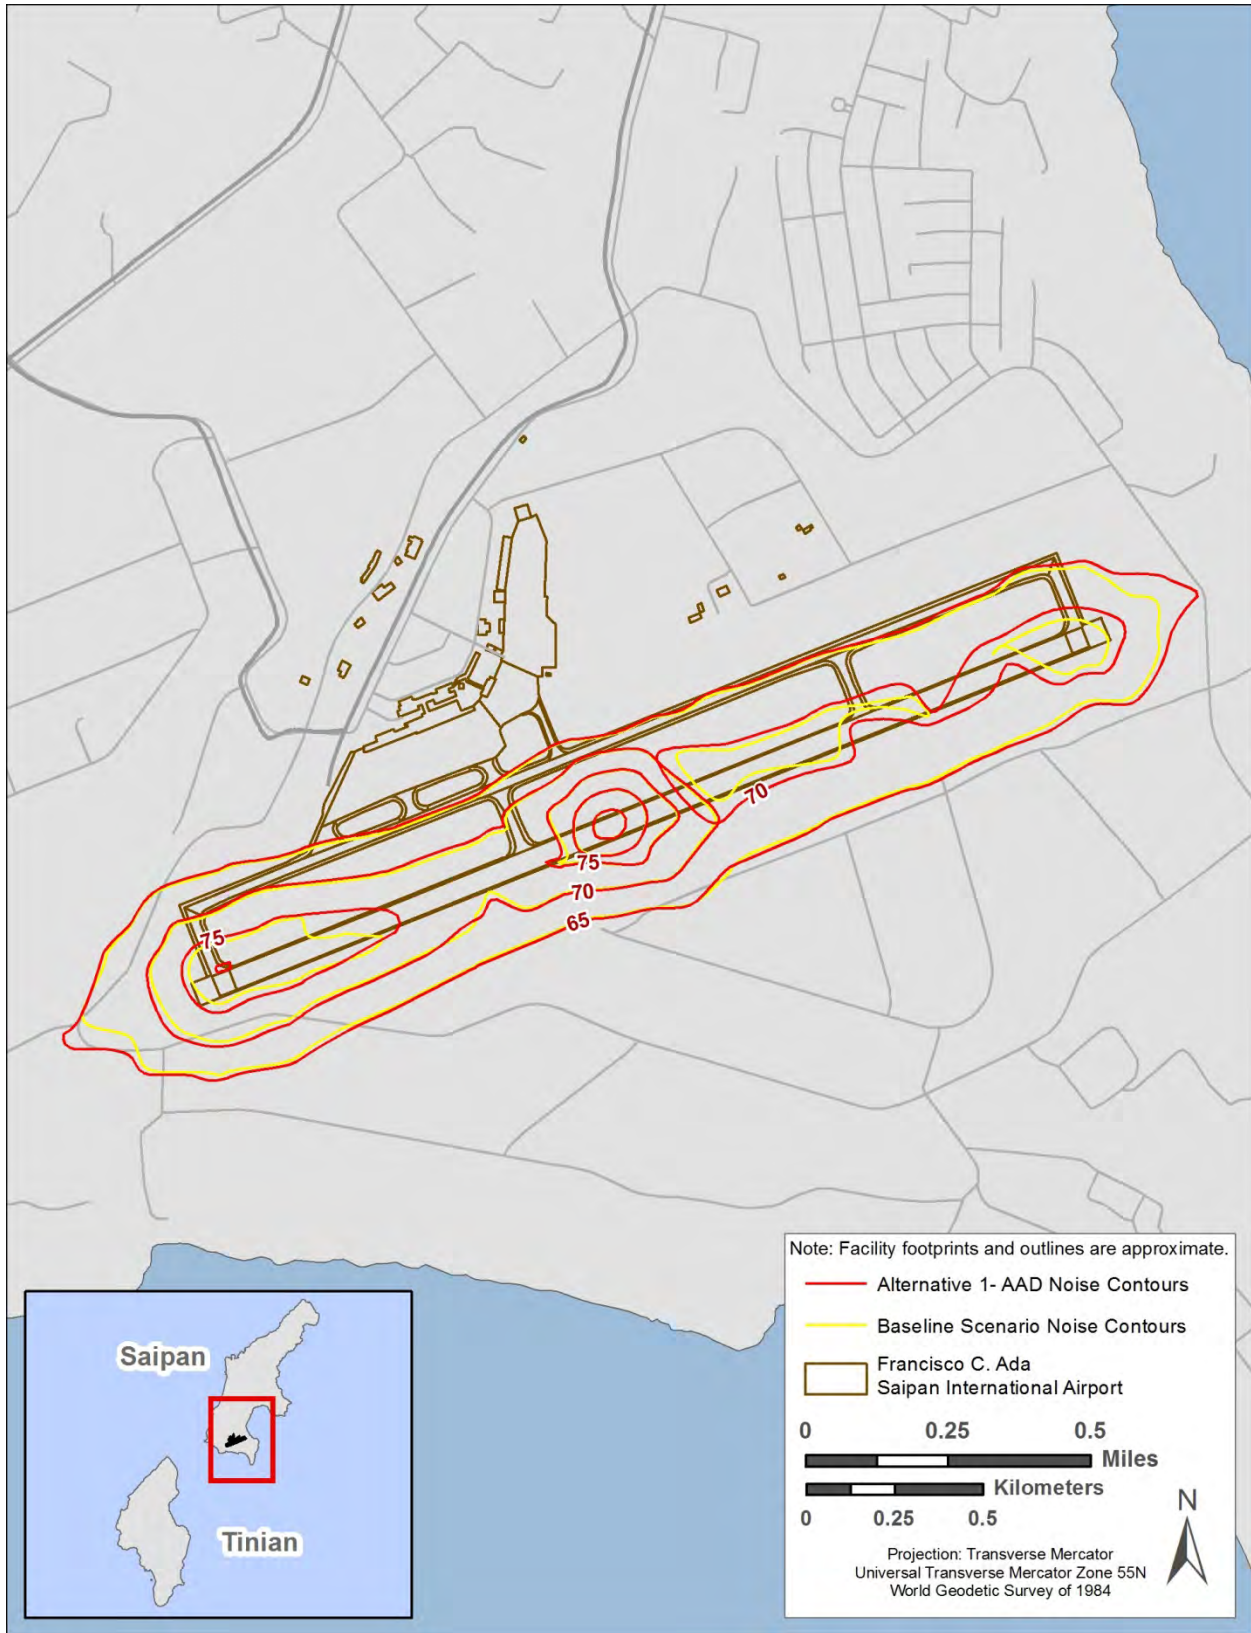 70
75
70
65
75
Note: Facility footprints and outlines are approximate.
Alternative 1- AAD Noise Contours
Baseline Scenario Noise Contours
Francisco C. Ada
Saipan International Airport
0 0.25 0.5
Miles
Kilometers
0 0.25 0.5
N
Projection: Transverse Mercator
Universal Transverse Mercator Zone 55N
World Geodetic Survey of 1984
Saipan
Tinian